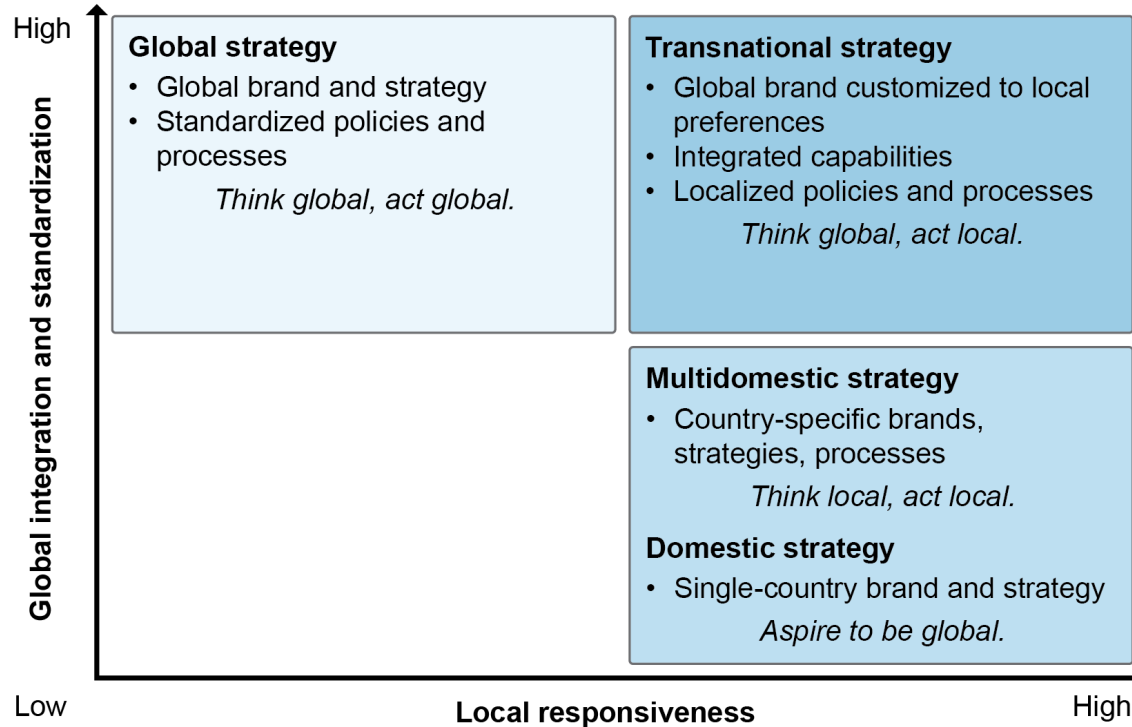 High
Global integration and standardization
Global strategy
• Global brand and strategy
• Standardized policies and
processes
Think global, act global.
Transnational strategy
• Global brand customized to local
preferences
• Integrated capabilities
• Localized policies and processes
Think global, act local.
Multidomestic strategy
• Country-specific brands,
strategies, processes
Think local, act local.
Domestic strategy
• Single-country brand and strategy
Aspire to be global.
Low
Local responsiveness
High